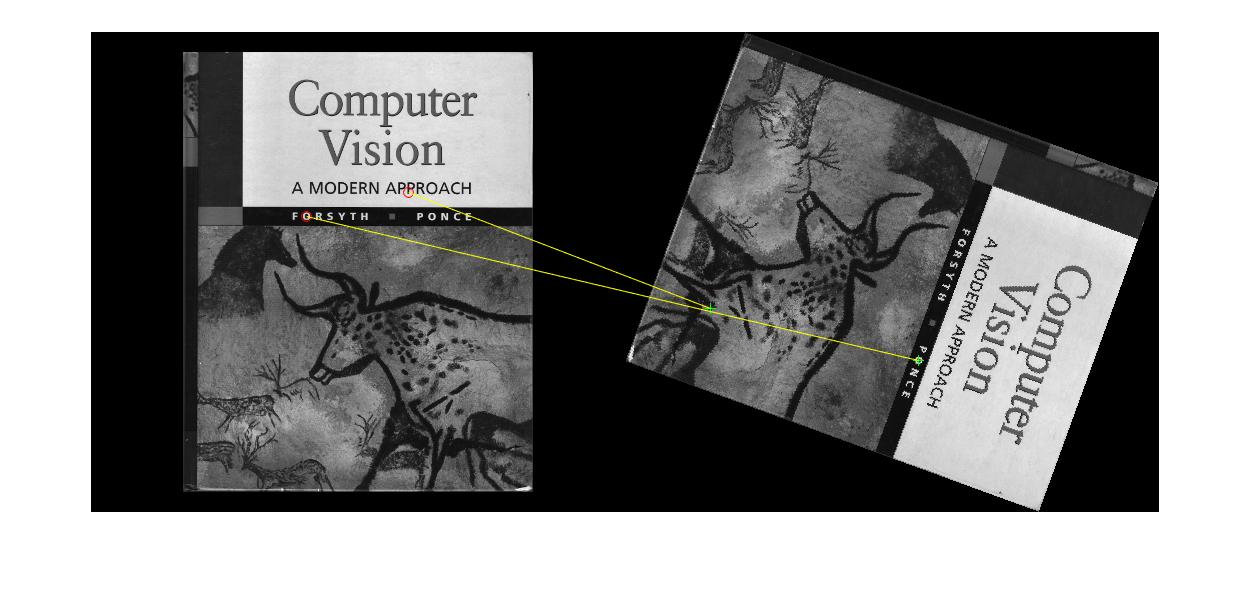 Computer
Vision
A MODERN APPROACH
FORSYTH ■ PONCE
Computer
Vision
A MODERN APPROACH
FORSYTH ■ PONCE